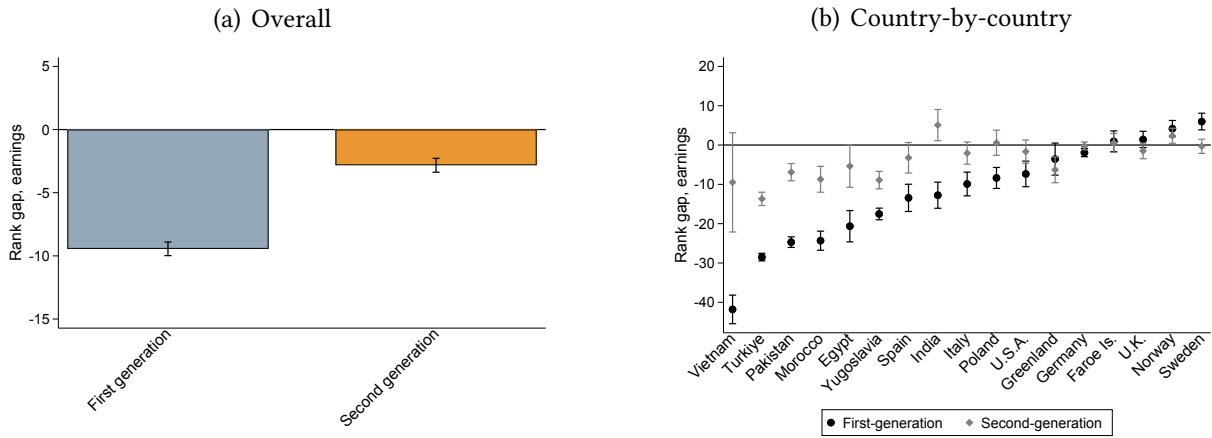 (a) Overall
Rank gap, earnings
5
0
-5
-10
-15
First generation
Second generation
(b) Country-by-country
Rank gap, earnings
20
10
0
-10
-20
-30
-40
Vietnam
Turkiye
Pakistan
Morocco
Egypt
Yugoslavia
Spain
India
Italy
Poland
U.S.A.
Greenland
Germany
Faroe Is.
U.K.
Norway
Sweden
First-generation
Second-generation